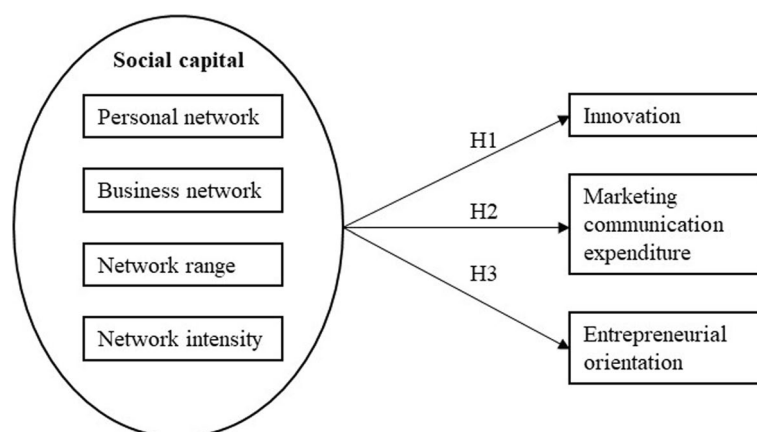 Social capital
Personal network
Business network
Network range
Network intensity
H1
H2
H3
Innovation
Marketing
communication
expenditure
Entrepreneurial
orientation